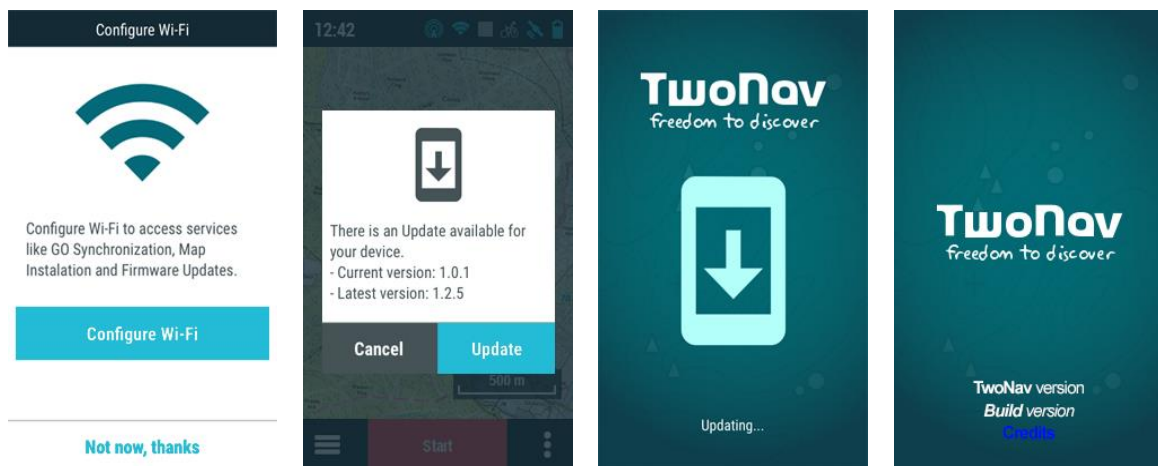 Configure Wi-Fi
Configure Wi-Fi to access services
like GO Synchronization, Map
Instalation and Firmware Updates.
Configure Wi-Fi
Not now, thanks
12:42
There is an Update available for
your device.
- Current version: 1.0.1
- Latest version: 1.2.5
Cancel
Update
500 m
Start
TwoNav
freedom to discover
Updating...
TwoNav
freedom to discover
TwoNav version
Build version
Credits